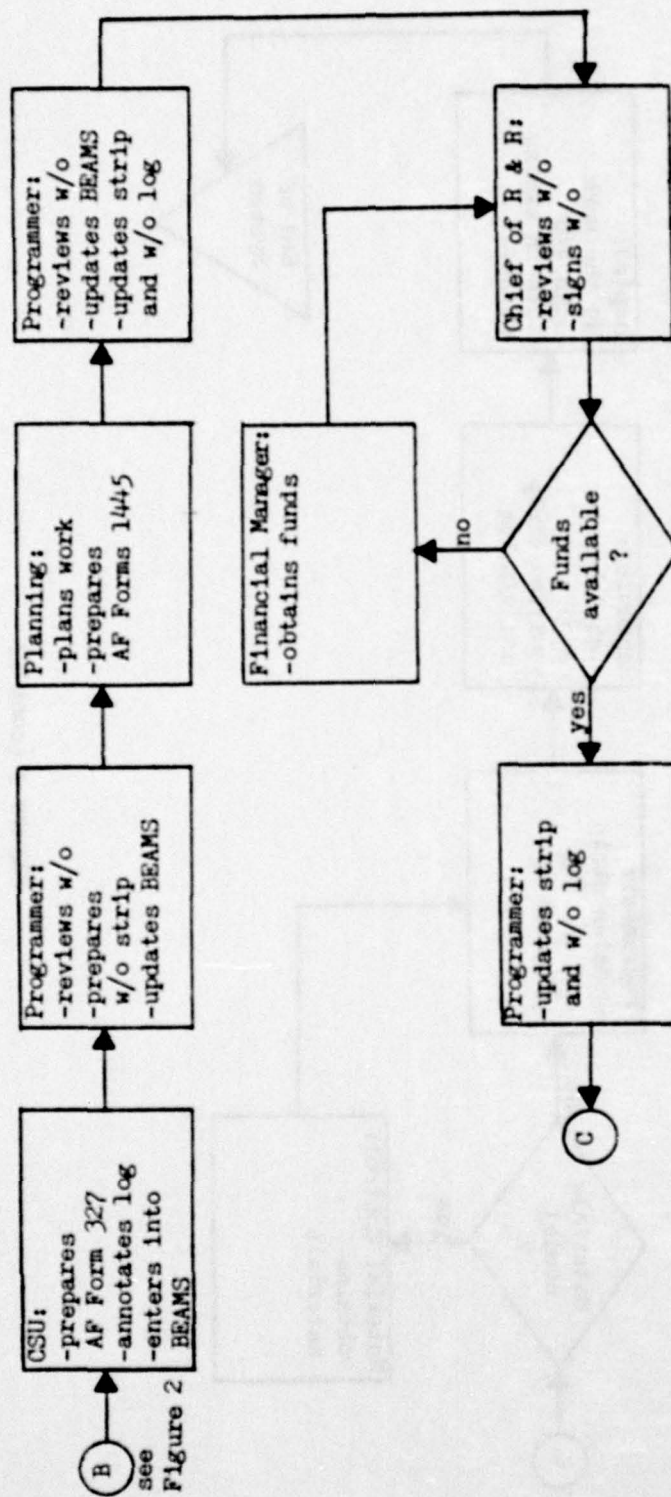 B
see
Figure 2
CSU:
-prepares
AF Form 327
-annotates log
-enters into
BEAMS
Programmer:
-reviews w/o
-prepares
w/o strip
-updates BEAMS
Planning:
-plans work
-prepares
AF Forms 1445
Programmer:
-reviews w/o
-updates BEAMS
-updates strip
and w/o log
Chief of R & R:
-reviews w/o
-signs w/o
Funds
available
?
no
Financial Manager:
-obtains funds
yes
Programmer:
-updates strip
and w/o log
C